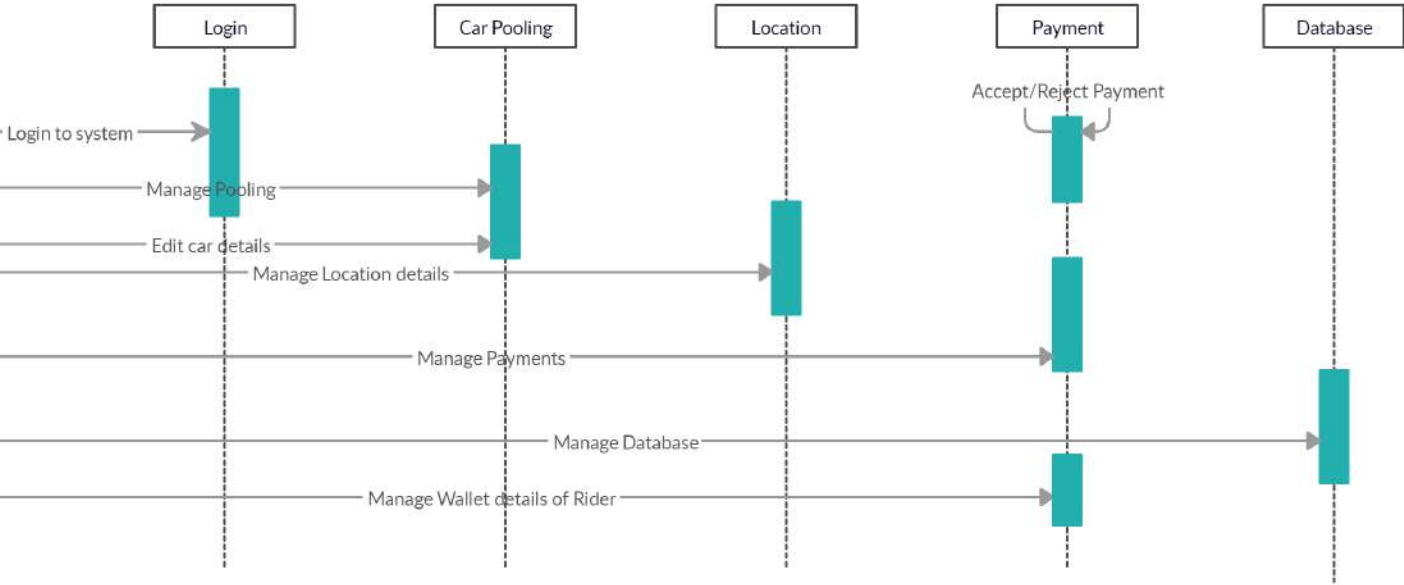 Login
Car Pooling
Location
Payment
Database
Accept/Reject Payment
Login to system
Manage Pooling
Edit car details
Manage Location details
Manage Payments
Manage Database
Manage Wallet details of Rider